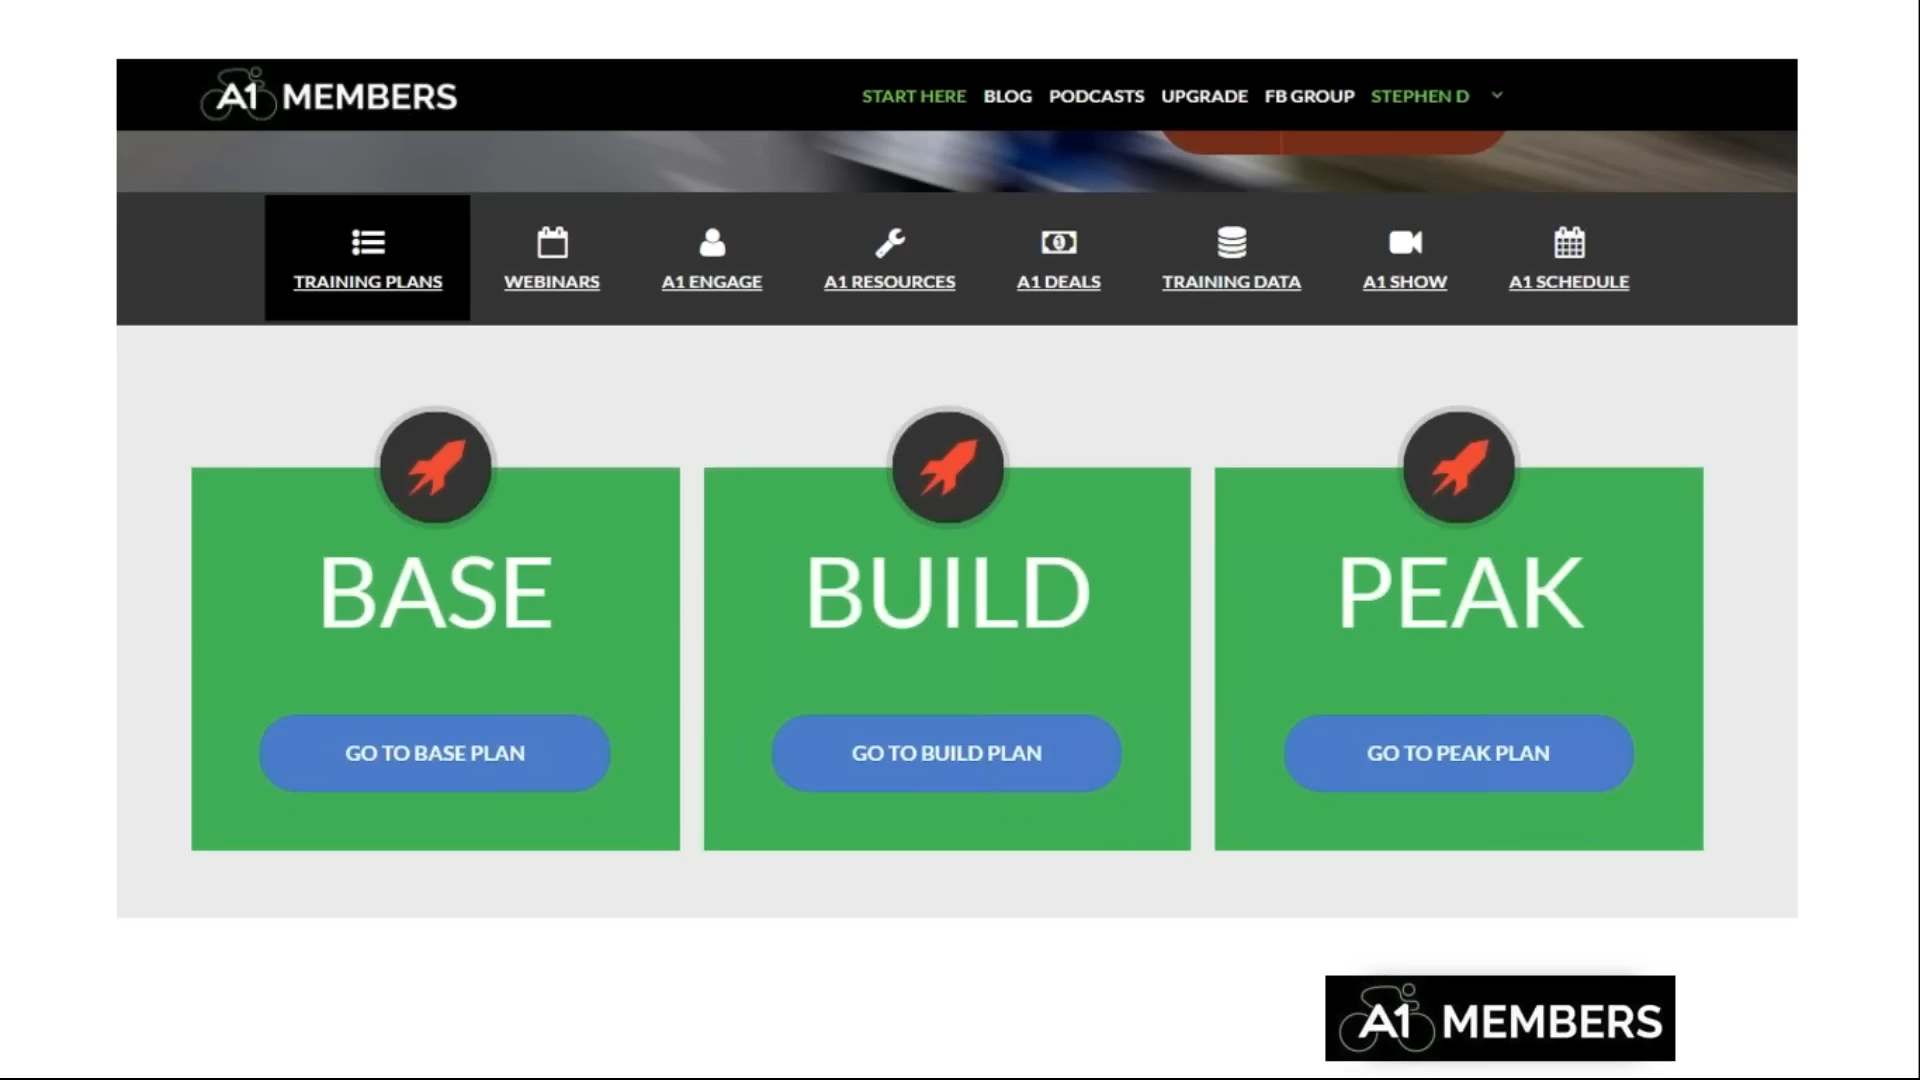 A1 MEMBERS
START HERE BLOG PODCASTS UPGRADE FB GROUP STEPHEN D
TRAINING PLANS WEBINARS A1 ENGAGE A1 RESOURCES A1 DEALS TRAINING DATA A1 SHOW A1 SCHEDULE
BASE BUILD PEAK
GO TO BASE PLAN GO TO BUILD PLAN GO TO PEAK PLAN
A1 MEMBERS